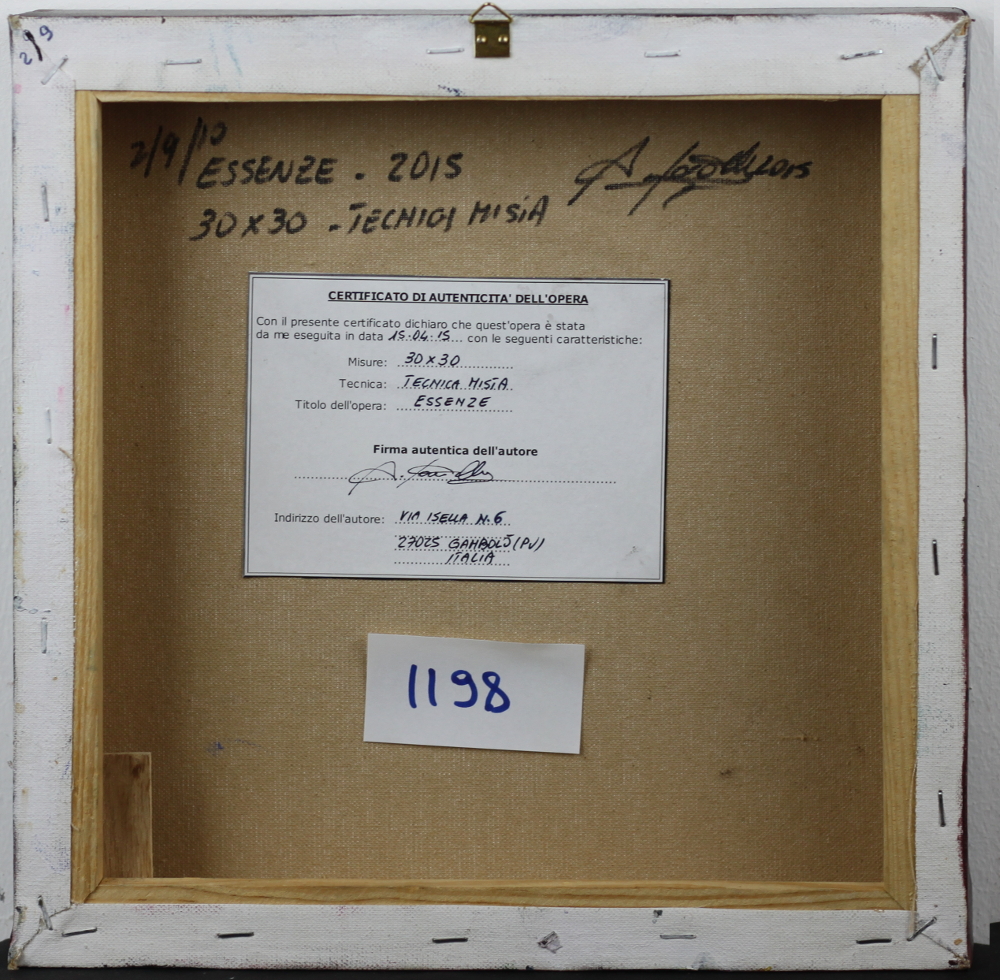 2/9
2/9/10
ESSENZE . 2015
30x30 . TECNICA MISTA
2015
CERTIFICATO DI AUTENTICITA' DELL'OPERA
Con il presente certificato dichiaro che quest'opera è stata
da me eseguita in data 15.04.15... con le seguenti caratteristiche:
Misure: 30x30
Tecnica: TECNICA MISTA
Titolo dell'opera: ESSENZE
Firma autentica dell'autore
A.
Indirizzo dell'autore: VIA ISELLA N.6
27025 GAMBOLÒ (PV)
ITALIA
1198